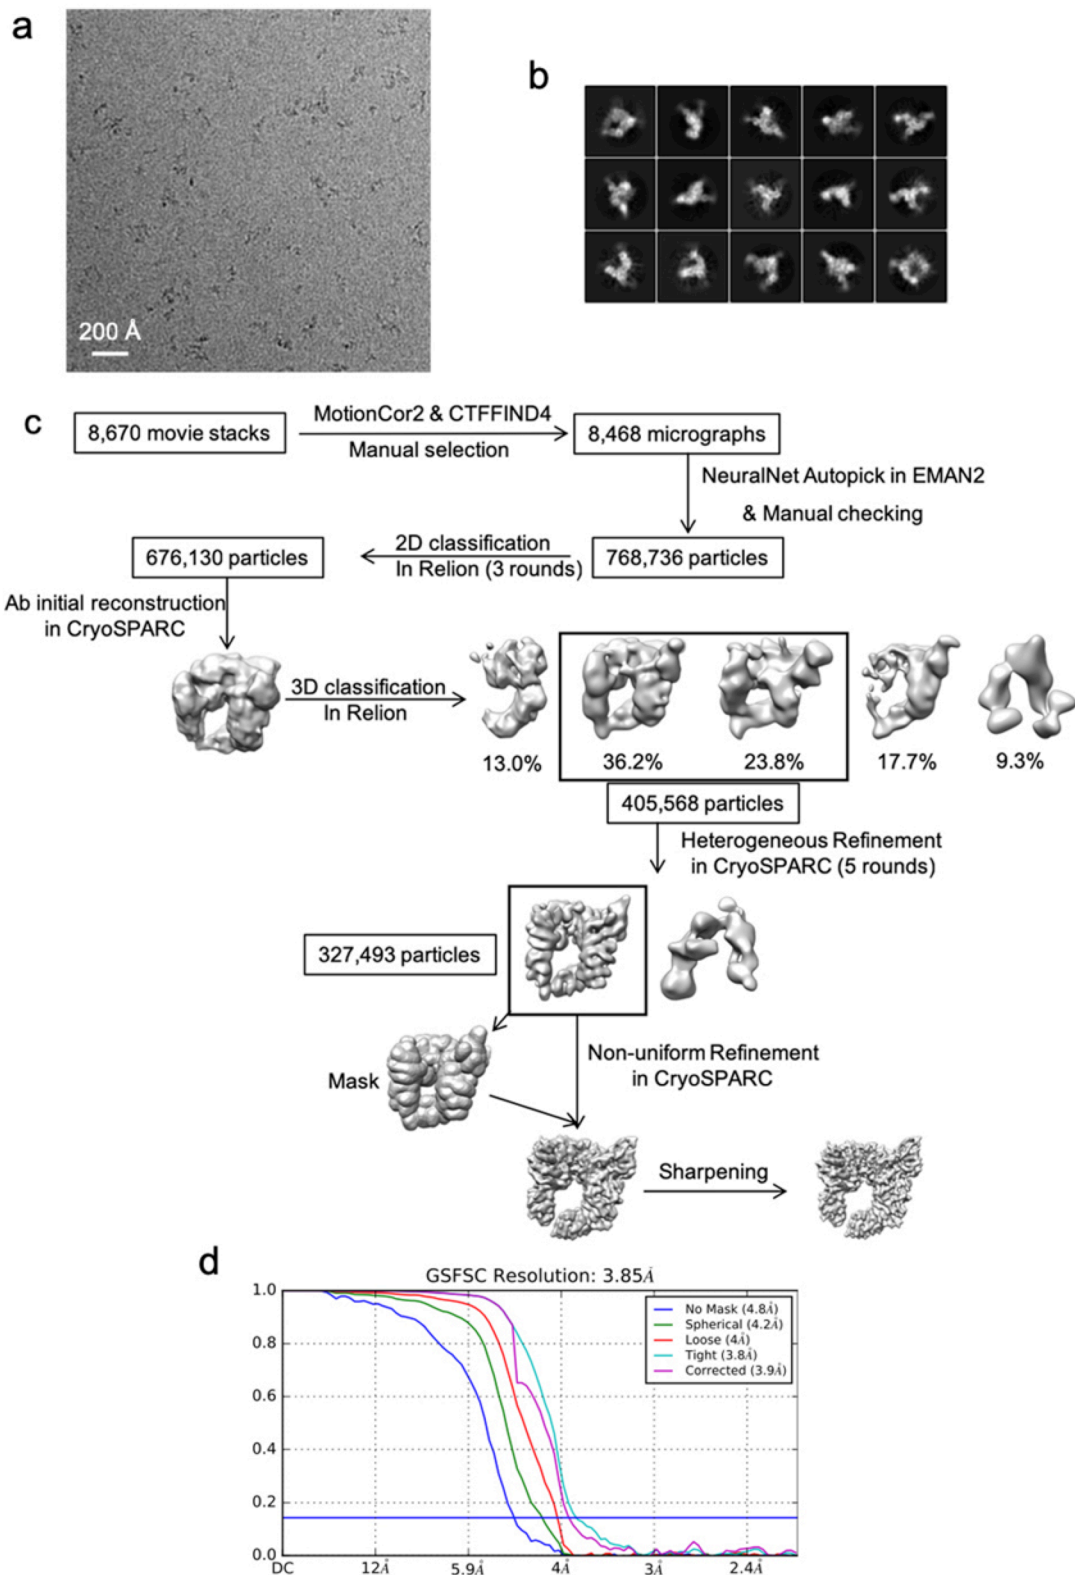 a
200 Å
b
c
8,670 movie stacks
MotionCor2 & CTFFIND4
Manual selection
8,468 micrographs
NeuralNet Autopick in EMAN2
& Manual checking
676,130 particles
2D classification
In Relion (3 rounds)
768,736 particles
Ab initial reconstruction
in CryoSPARC
3D classification
In Relion
13.0%
36.2%
23.8%
17.7%
9.3%
405,568 particles
Heterogeneous Refinement
in CryoSPARC (5 rounds)
327,493 particles
Mask
Non-uniform Refinement
in CryoSPARC
Sharpening
d
GSFSC Resolution: 3.85Å
1.0
0.8
0.6
0.4
0.2
0.0
No Mask (4.8Å)
Spherical (4.2Å)
Loose (4Å)
Tight (3.8Å)
Corrected (3.9Å)
DC
12Å
5.9Å
4Å
3Å
2.4Å